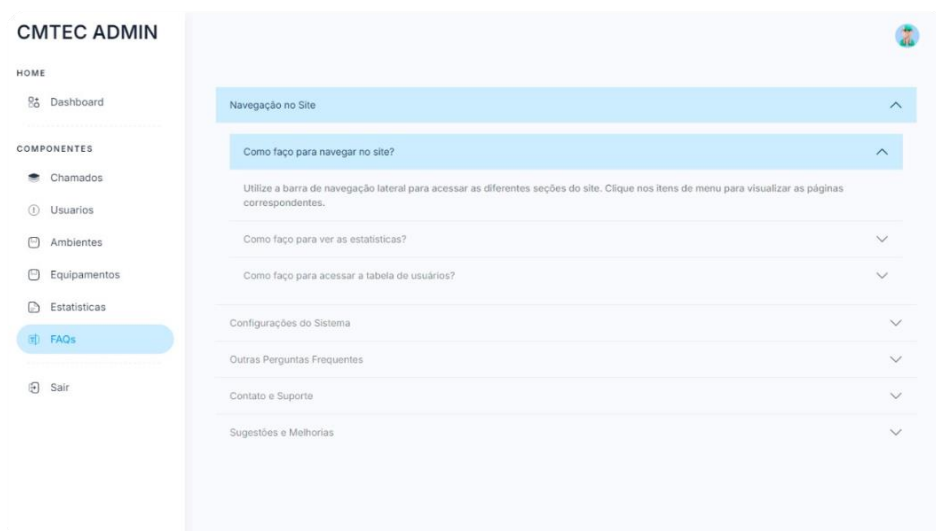 CMTEC ADMIN
HOME
Dashboard
COMPONENTES
Chamados
Usuarios
Ambientes
Equipamentos
Estatisticas
FAQs
Sair
Navegação no Site
Como faço para navegar no site?
Utilize a barra de navegação lateral para acessar as diferentes seções do site. Clique nos itens de menu para visualizar as páginas
correspondentes.
Como faço para ver as estatísticas?
Como faço para acessar a tabela de usuários?
Configurações do Sistema
Outras Perguntas Frequentes
Contato e Suporte
Sugestões e Melhorias